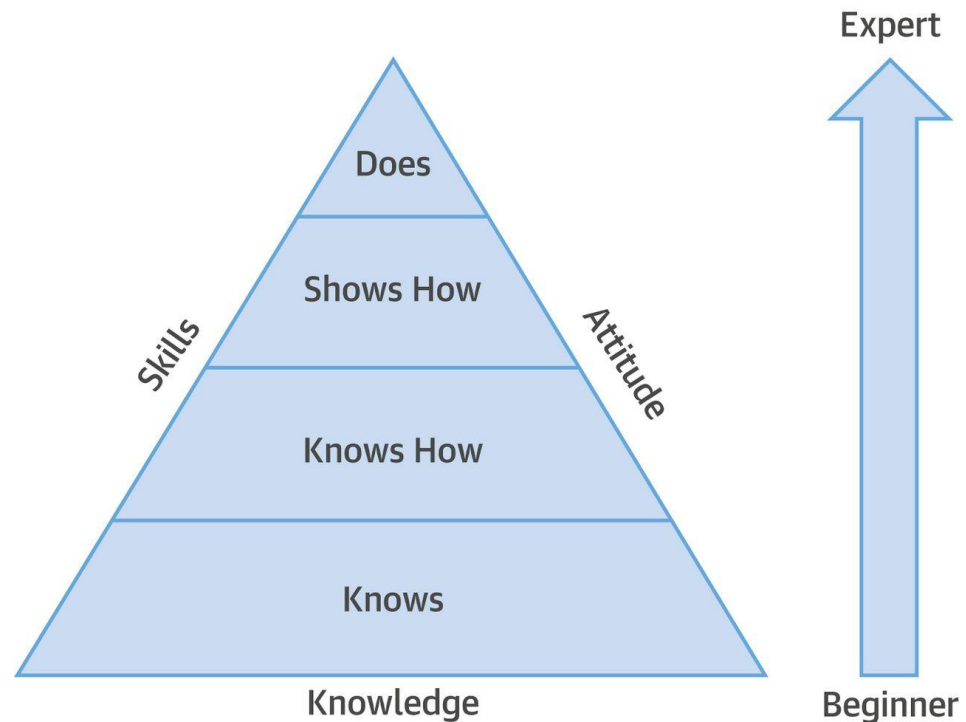 Expert
Does
Shows How
Skills
Attitude
Knows How
Knows
Knowledge
Beginner